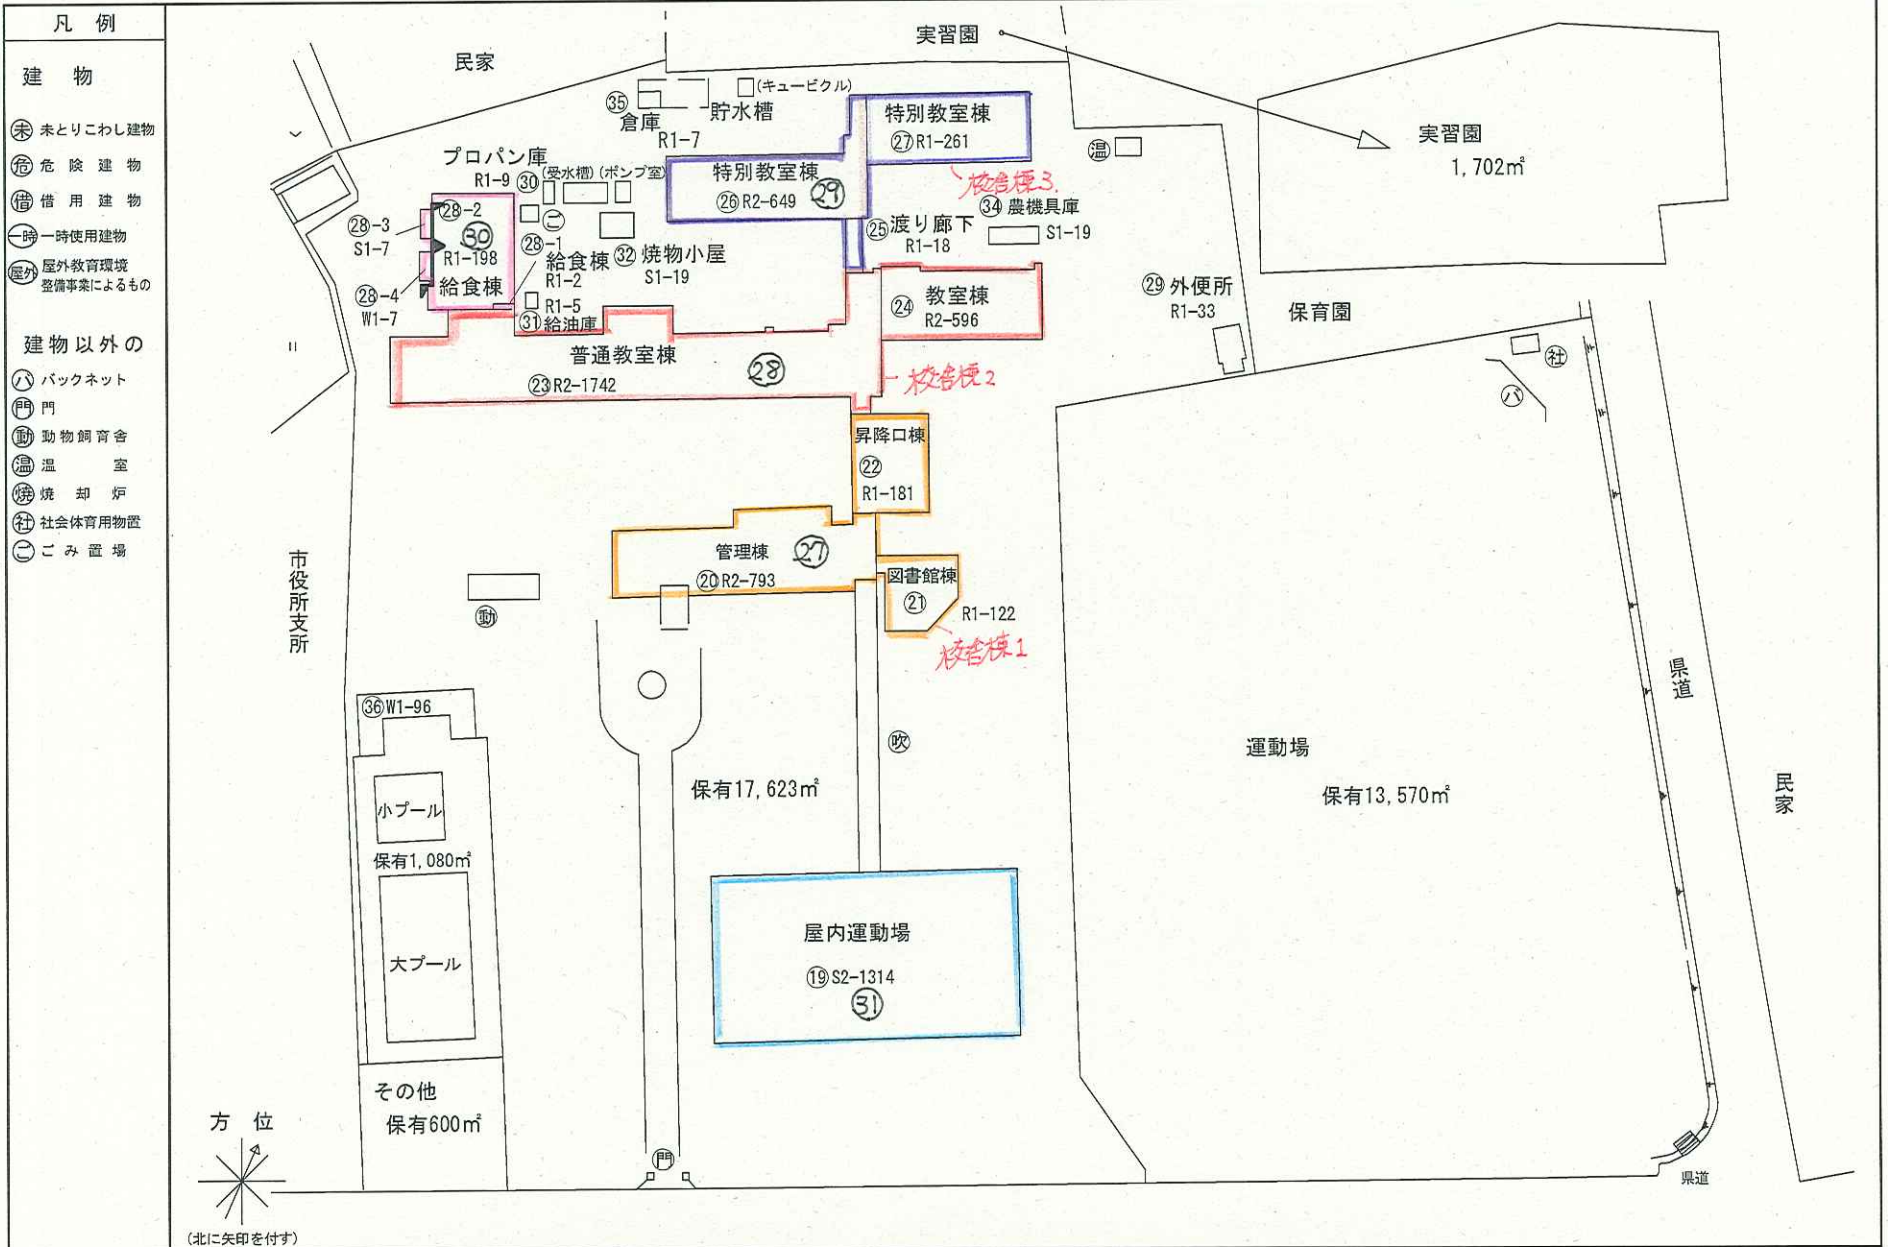 凡 例
建 物
未 未とりこわし建物
危 危険建物
借 借用建物
一時 一時使用建物
屋外 屋外教育環境
整備事業によるもの
建物以外の
バ バックネット
門 門
動 動物飼育舎
温 温室
焼 焼却炉
社 社会体育用物置
ご ごみ置場
民家
実習園
実習園
1,702㎡
(キュービクル)
㉟
倉庫
R1-7
貯水槽
特別教室棟
㉗R1-261
校舎棟3
温
プロパン庫
R1-9 ㉚
(受水槽)(ポンプ室)
特別教室棟
㉖R2-649 ㉙
㉞ 農機具庫
S1-19
㉕渡り廊下
R1-18
ご
㉘-2
㉚
R1-198
給食棟
㉘-3
S1-7
㉘-4
W1-7
㉘-1
給食棟
R1-2
R1-5
㉛給油庫
㉜ 焼物小屋
S1-19
㉔ 教室棟
R2-596
㉙外便所
R1-33
保育園
社
バ
普通教室棟
㉓R2-1742
㉘
校舎棟2
昇降口棟
㉒
R1-181
管理棟 ㉗
⑳R2-793
図書館棟
㉑
R1-122
校舎棟1
市役所支所
動
県道
民家
㊱W1-96
小プール
保有1,080㎡
大プール
吹
保有17,623㎡
運動場
保有13,570㎡
屋内運動場
⑲S2-1314
㉛
その他
保有600㎡
門
県道
方 位
(北に矢印を付す)